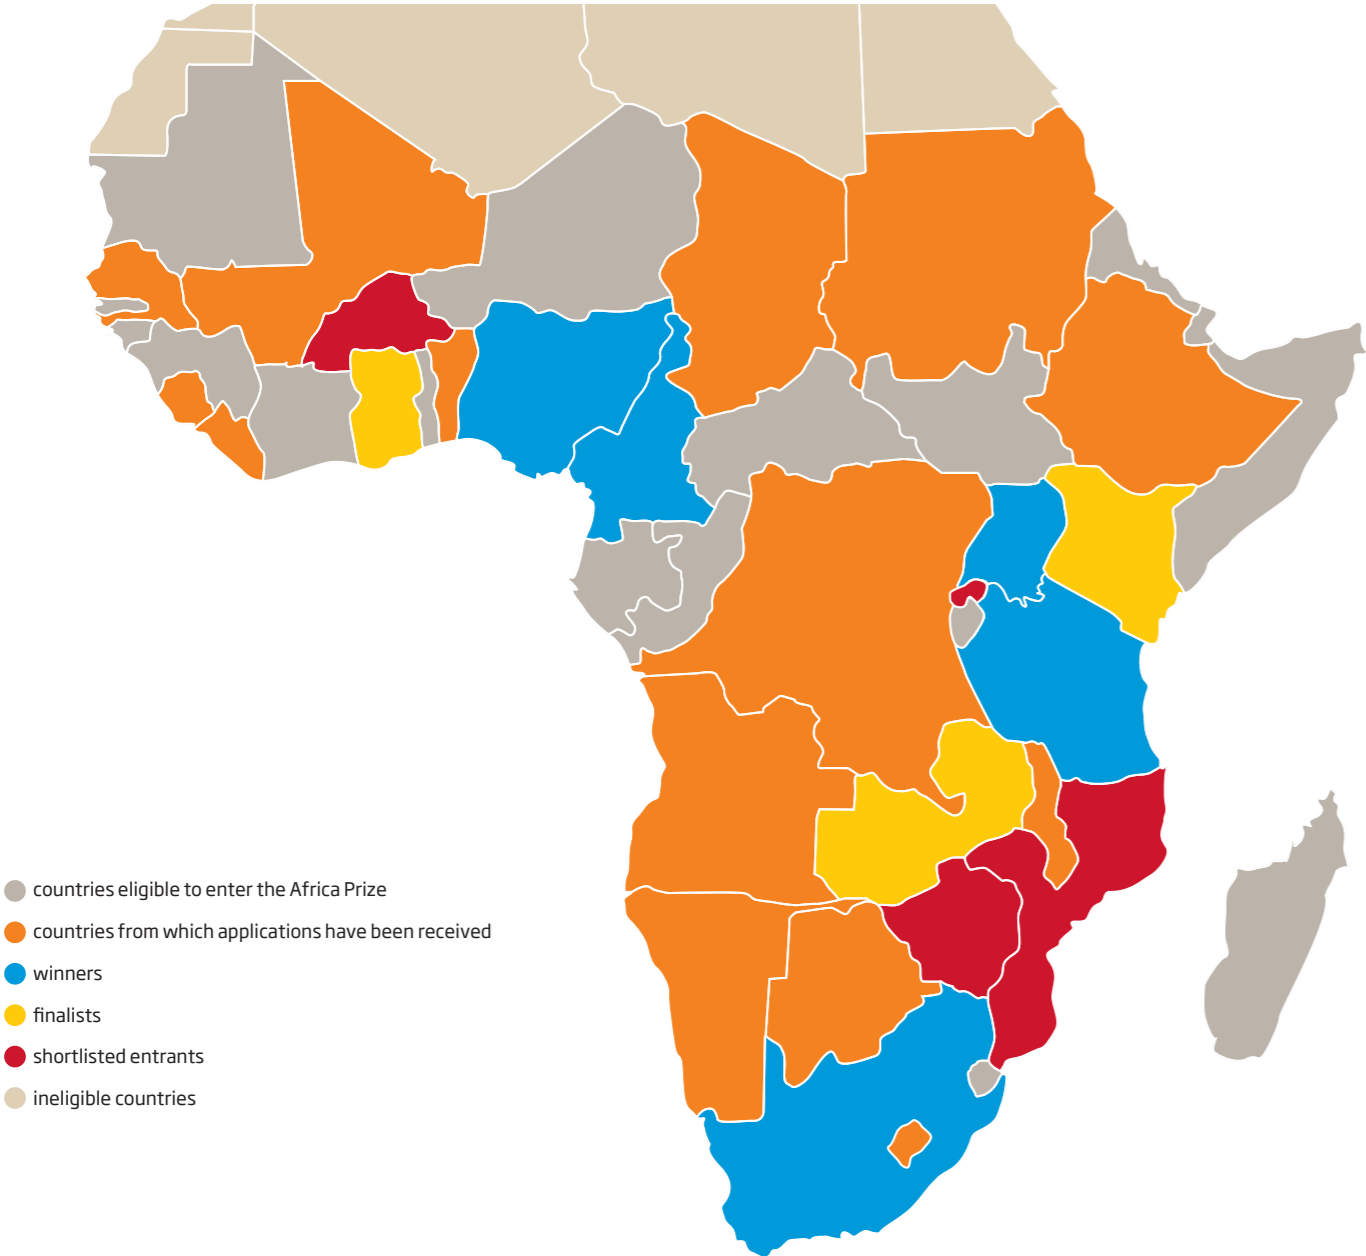 countries eligible to enter the Africa Prize
countries from which applications have been received
winners
finalists
shortlisted entrants
ineligible countries